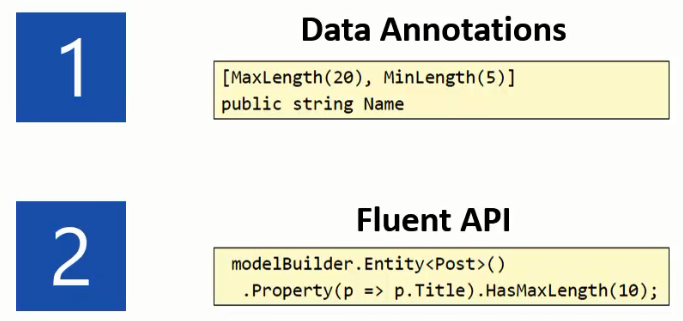 1
Data Annotations
[MaxLength(20), MinLength(5)]
public string Name
2
Fluent API
modelBuilder.Entity<Post>()
.Property(p => p.Title).HasMaxLength(10);